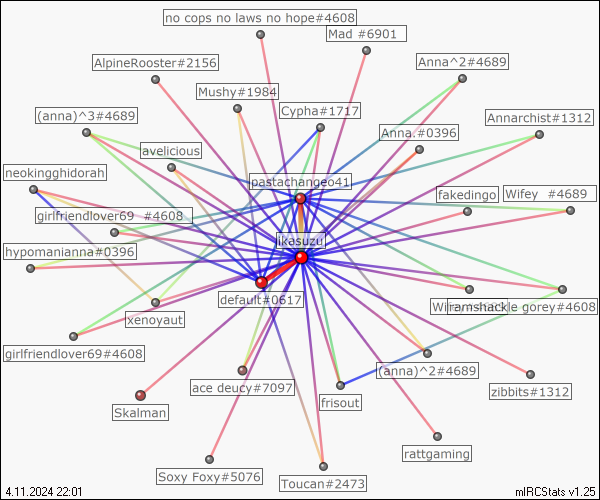 no cops no laws no hope#4608
Mad #6901
AlpineRooster#2156
Anna^2#4689
Mushy#1984
Cypha#1717
(anna)^3#4689
Annarchist#1312
Anna.#0396
avelicious
neokingghidorah
pastachangeo41
fakedingo
Wifey #4689
girlfriendlover69 #4608
ikasuzu
hypomananna#0396
default#0617
ramshackle gorey#4608
xenoyaut
girlfriendlover69#4608
(anna)^2#4689
ace deucy#7097
frisout
zibbits#1312
Skalman
rattgaming
Soxy Foxy#5076
Toucan#2473
4.11.2024 22:01
mIRCStats v1.25